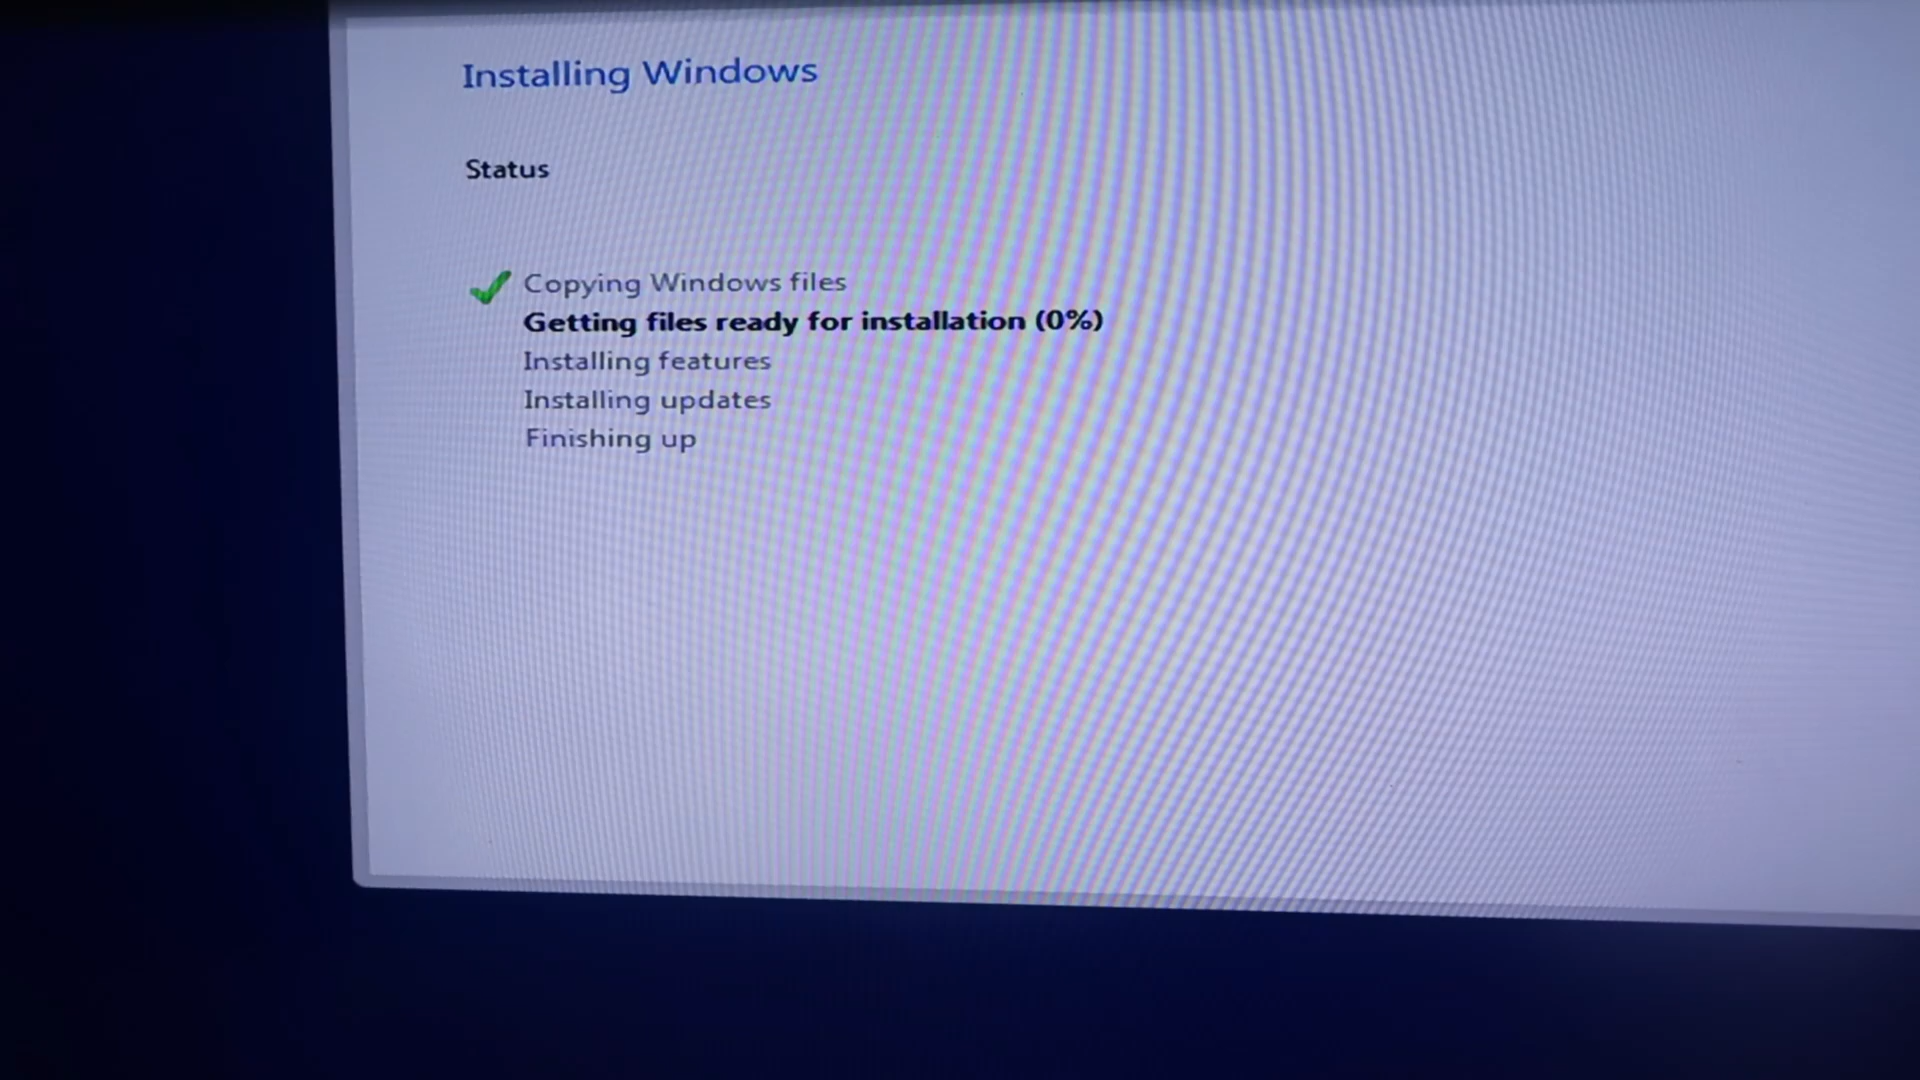 Installing Windows
Status
Copying Windows files
Getting files ready for installation (0%)
Installing features
Installing updates
Finishing up